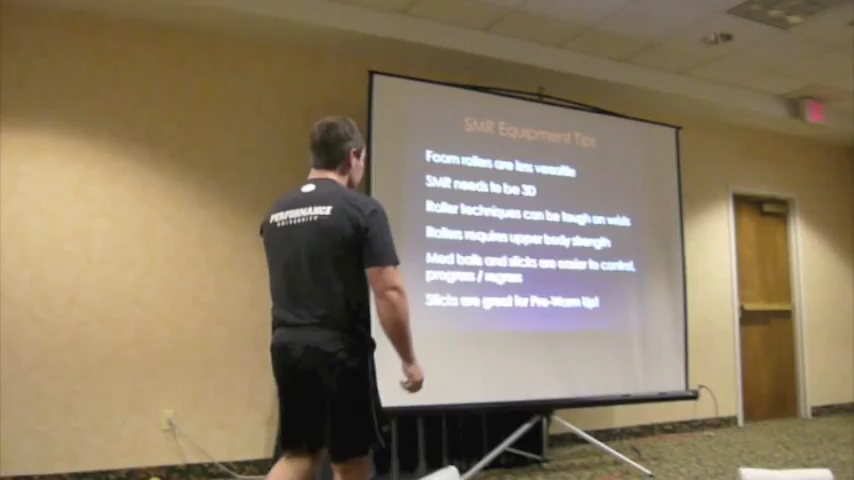 PERFORMANCE
UNIVERSITY
SMR Equipment Tips
Foam rollers are less versatile
SMR needs to be 3D
Roller techniques can be tough on wrists
Rollers requires upper body strength
Med balls and sticks are easier to control,
progress / regress
Sticks are great for Pre-Warm Up!